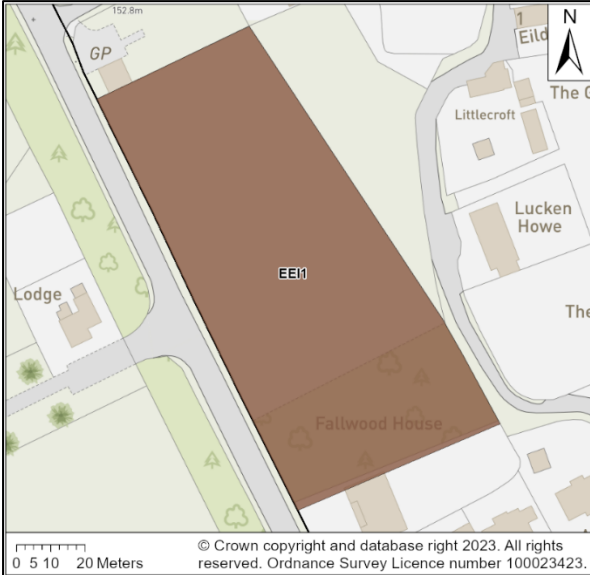 152.8m
GP
1
Eild
N
The G
Littlecroft
Lucken
Howe
EEI1
Lodge
The
Fallwood House
0 5 10 20 Meters
© Crown copyright and database right 2023. All rights
reserved. Ordnance Survey Licence number 100023423.